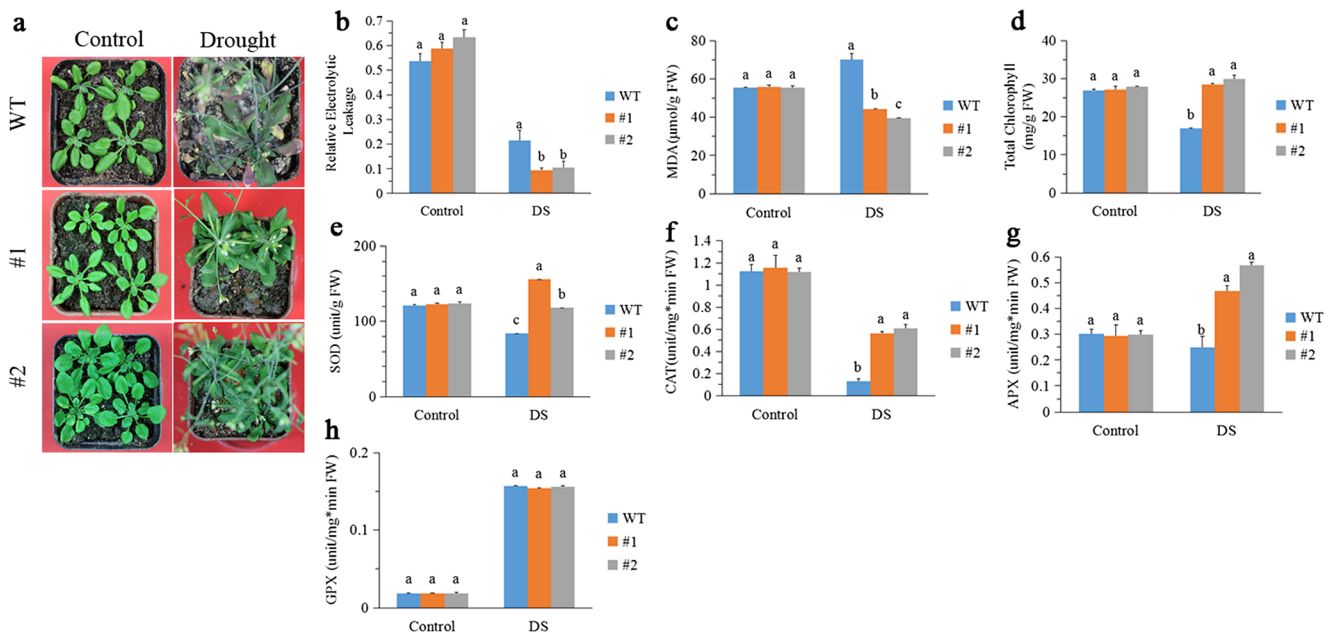 a
Control Drought
WT
#1
#2
b
Relative Electrolytic
Leakage
0.7
0.6
0.5
0.4
0.3
0.2
0.1
0
a a a
a b b
Control DS
WT
#1
#2
c
MDA(μmol/g FW)
80
60
40
20
0
a a a
a b c
Control DS
WT
#1
#2
d
Total Chlorophyll
(mg/g FW)
40
30
20
10
0
a a a
b a a
Control DS
WT
#1
#2
e
SOD (unit/g FW)
200
100
0
a a a
c a b
Control DS
WT
#1
#2
f
CAT(unit/mg*min FW)
1.4
1.2
1
0.8
0.6
0.4
0.2
0
a a a
b a a
Control DS
WT
#1
#2
g
APX (unit/mg*min FW)
0.6
0.5
0.4
0.3
0.2
0.1
0
a a a
b a a
Control DS
WT
#1
#2
h
GPX (unit/mg*min FW)
0.2
0.1
0
a a a
a a a
Control DS
WT
#1
#2